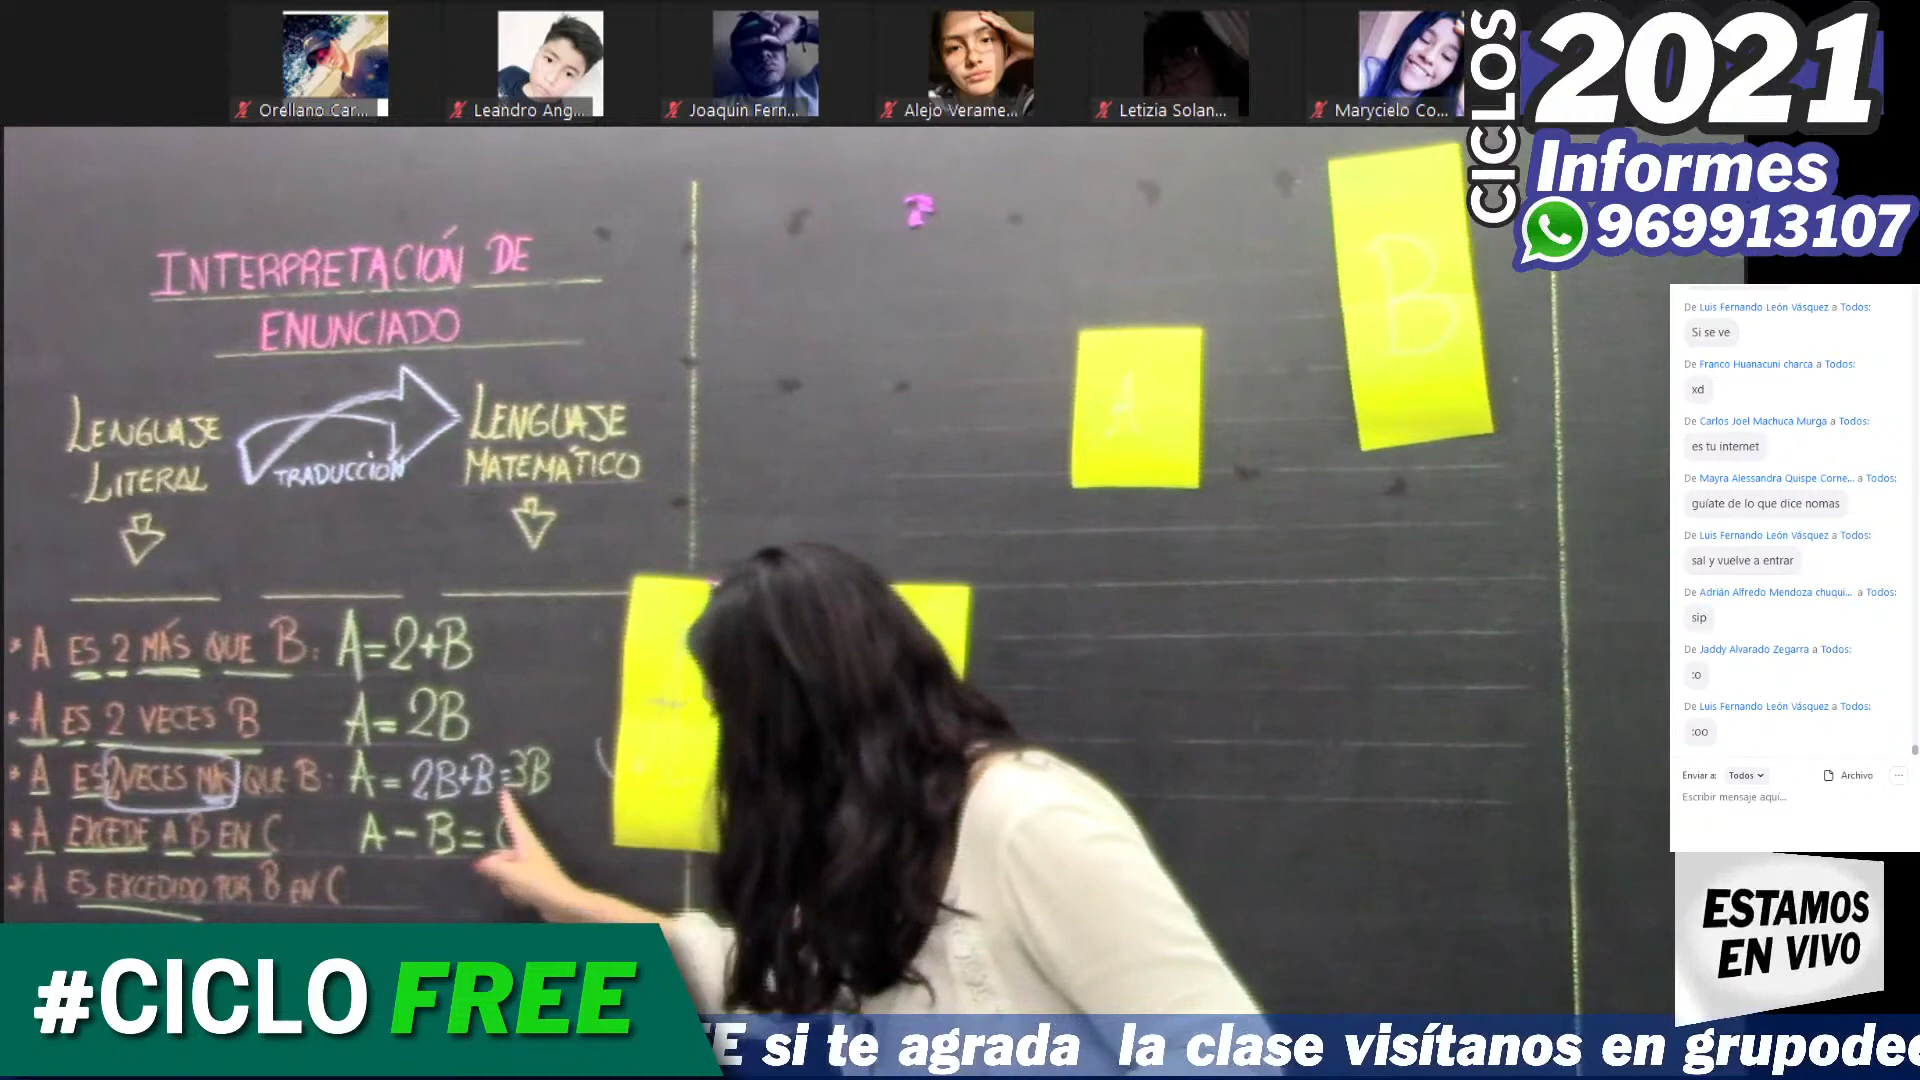 Orellano Car...
Leandro Ang...
Joaquin Fern...
Alejo Verame...
Letizia Solan...
Marycielo Co...
CICLOS
2021
Informes
969913107
INTERPRETACIÓN DE
ENUNCIADO
LENGUAJE
LITERAL
TRADUCCIÓN
LENGUAJE
MATEMÁTICO
* A ES 2 MÁS QUE B: A=2+B
* A ES 2 VECES B A=2B
* A ES 2 VECES MÁS QUE B: A=2B+B=3B
* A EXCEDE A B EN C A-B=C
* A ES EXCEDIDO POR B EN C
A
B
De Luis Fernando León Vásquez a Todos:
Si se ve
De Franco Huanacuni charca a Todos:
xd
De Carlos Joel Machuca Murga a Todos:
es tu internet
De Mayra Alessandra Quispe Corne... a Todos:
guíate de lo que dice nomas
De Luis Fernando León Vásquez a Todos:
sal y vuelve a entrar
De Adrián Alfredo Mendoza chuqui... a Todos:
sip
De Jaddy Alvarado Zegarra a Todos:
:o
De Luis Fernando León Vásquez a Todos:
:oo
Enviar a: Todos Archivo ...
Escribir mensaje aquí...
ESTAMOS
EN VIVO
#CICLO FREE
E si te agrada la clase visítanos en grupodee